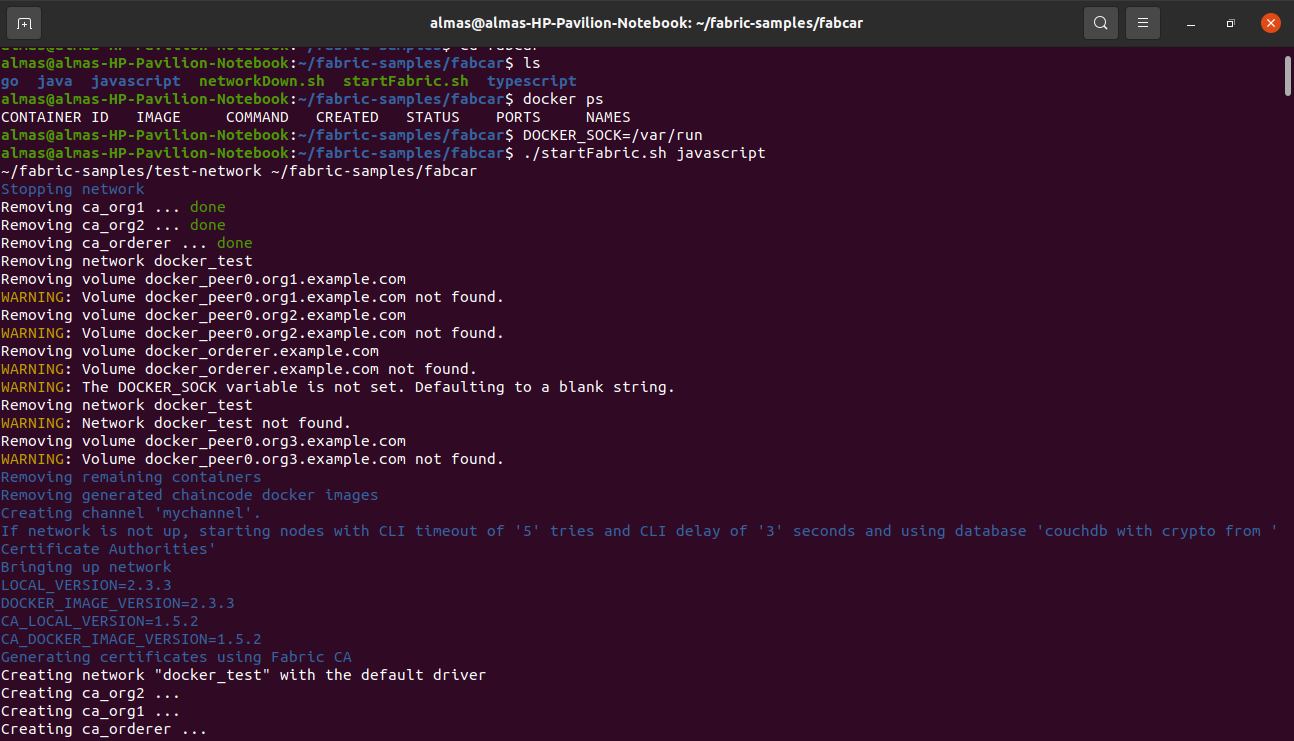 almas@almas-HP-Pavilion-Notebook: ~/fabric-samples/fabcar
almas@almas-HP-Pavilion-Notebook:~/fabric-samples$ cd fabcar
almas@almas-HP-Pavilion-Notebook:~/fabric-samples/fabcar$ ls
go java javascript networkDown.sh startFabric.sh typescript
almas@almas-HP-Pavilion-Notebook:~/fabric-samples/fabcar$ docker ps
CONTAINER ID IMAGE COMMAND CREATED STATUS PORTS NAMES
almas@almas-HP-Pavilion-Notebook:~/fabric-samples/fabcar$ DOCKER_SOCK=/var/run
almas@almas-HP-Pavilion-Notebook:~/fabric-samples/fabcar$ ./startFabric.sh javascript
~/fabric-samples/test-network ~/fabric-samples/fabcar
Stopping network
Removing ca_org1 ... done
Removing ca_org2 ... done
Removing ca_orderer ... done
Removing network docker_test
Removing volume docker_peer0.org1.example.com
WARNING: Volume docker_peer0.org1.example.com not found.
Removing volume docker_peer0.org2.example.com
WARNING: Volume docker_peer0.org2.example.com not found.
Removing volume docker_orderer.example.com
WARNING: Volume docker_orderer.example.com not found.
WARNING: The DOCKER_SOCK variable is not set. Defaulting to a blank string.
Removing network docker_test
WARNING: Network docker_test not found.
Removing volume docker_peer0.org3.example.com
WARNING: Volume docker_peer0.org3.example.com not found.
Removing remaining containers
Removing generated chaincode docker images
Creating channel 'mychannel'.
If network is not up, starting nodes with CLI timeout of '5' tries and CLI delay of '3' seconds and using database 'couchdb with crypto from '
Certificate Authorities'
Bringing up network
LOCAL_VERSION=2.3.3
DOCKER_IMAGE_VERSION=2.3.3
CA_LOCAL_VERSION=1.5.2
CA_DOCKER_IMAGE_VERSION=1.5.2
Generating certificates using Fabric CA
Creating network "docker_test" with the default driver
Creating ca_org2 ...
Creating ca_org1 ...
Creating ca_orderer ...